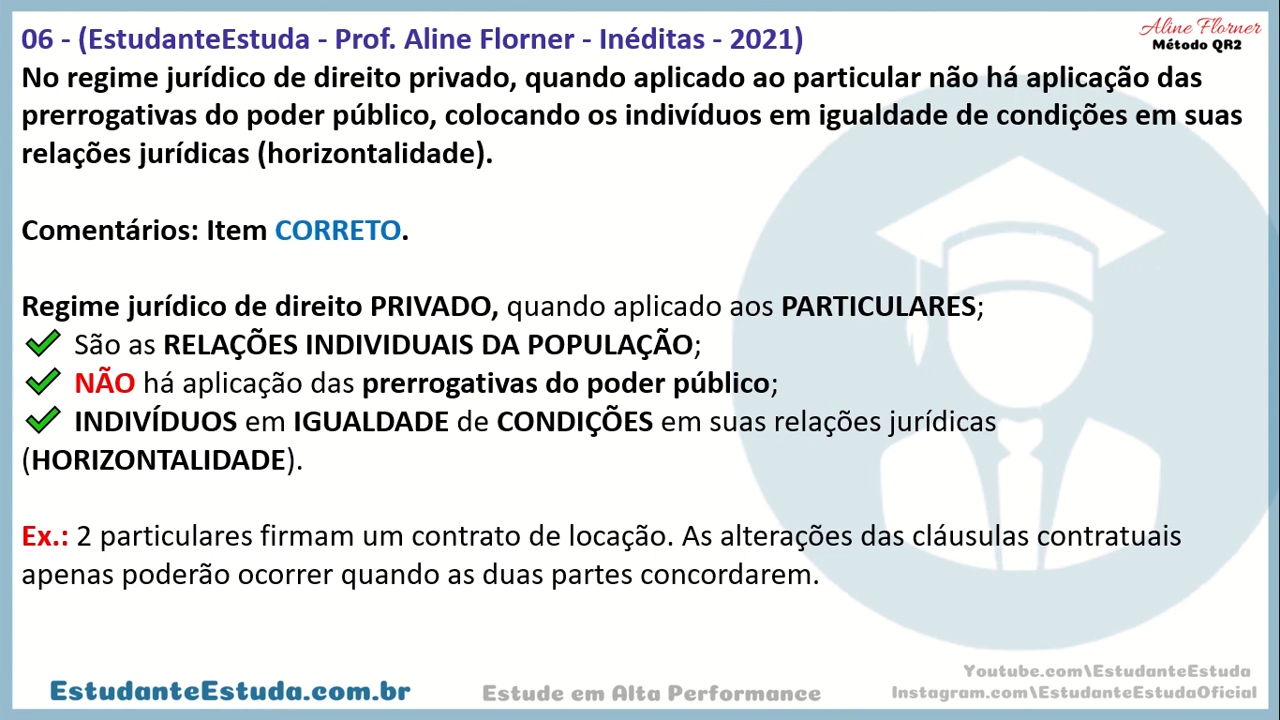 06 - (EstudanteEstuda - Prof. Aline Florner - Inéditas - 2021)
Aline Florner
Método QR2
No regime jurídico de direito privado, quando aplicado ao particular não há aplicação das
prerrogativas do poder público, colocando os indivíduos em igualdade de condições em suas
relações jurídicas (horizontalidade).
Comentários: Item CORRETO.
Regime jurídico de direito PRIVADO, quando aplicado aos PARTICULARES;
São as RELAÇÕES INDIVIDUAIS DA POPULAÇÃO;
NÃO há aplicação das prerrogativas do poder público;
INDIVÍDUOS em IGUALDADE de CONDIÇÕES em suas relações jurídicas
(HORIZONTALIDADE).
Ex.: 2 particulares firmam um contrato de locação. As alterações das cláusulas contratuais
apenas poderão ocorrer quando as duas partes concordarem.
EstudanteEstuda.com.br
Estude em Alta Performance
Youtube.com\EstudanteEstuda
Instagram.com\EstudanteEstudaOficial